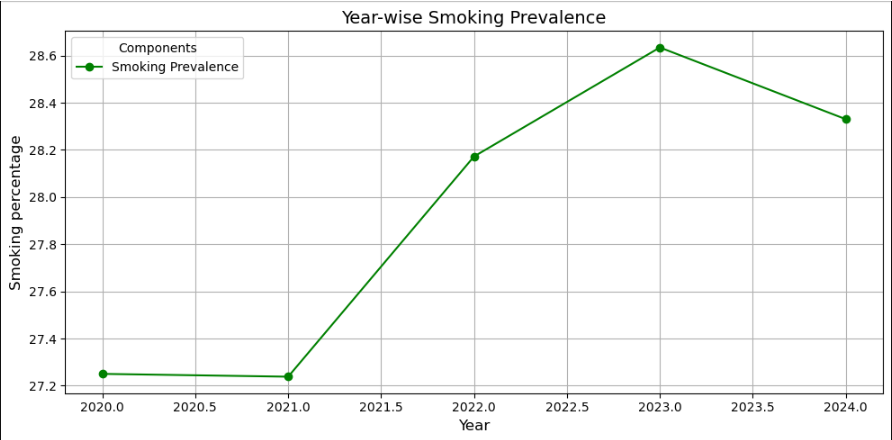 Year-wise Smoking Prevalence
Components
Smoking Prevalence
28.6
28.4
28.2
28.0
27.8
27.6
27.4
27.2
Smoking percentage
2020.0 2020.5 2021.0 2021.5 2022.0 2022.5 2023.0 2023.5 2024.0
Year